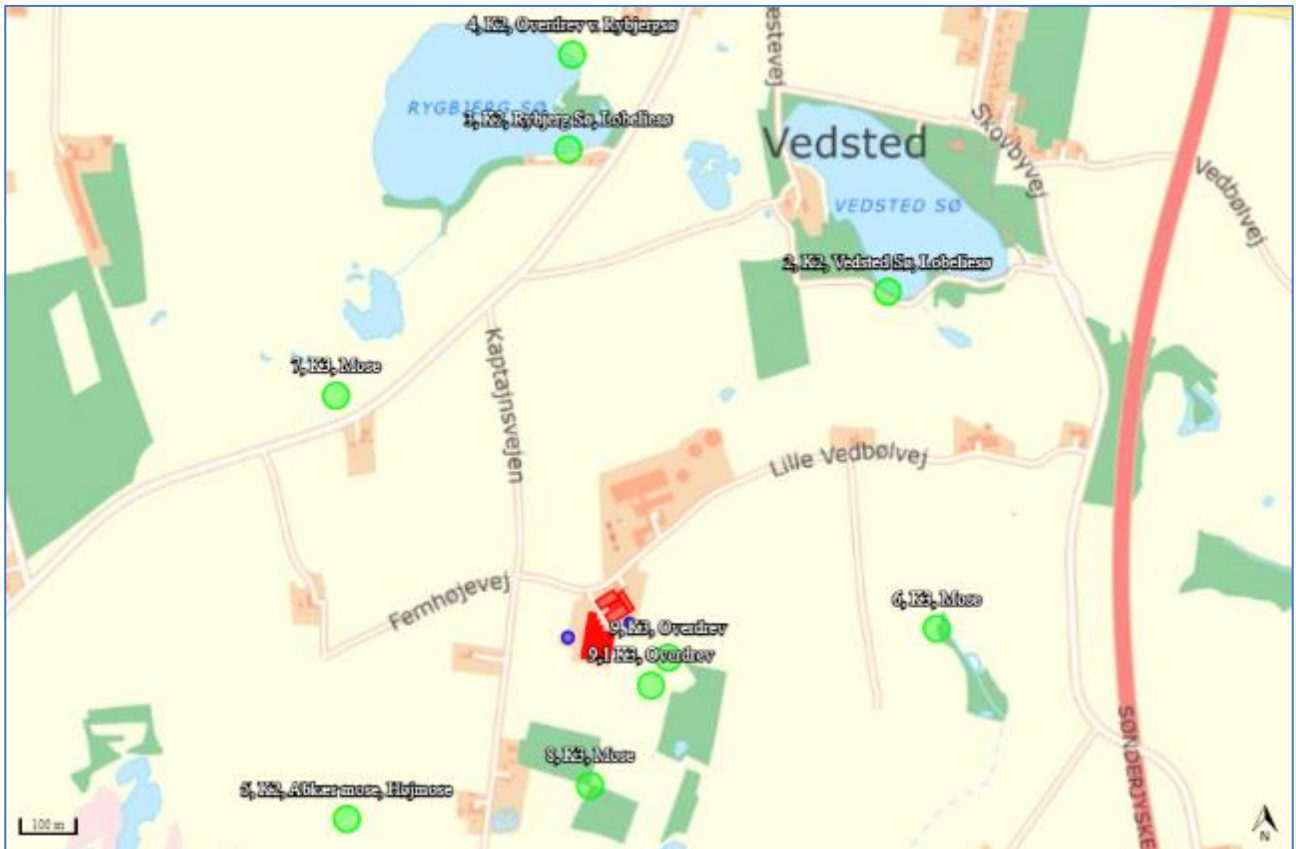 4, K2, Overdrev v. Rybjergsø
RYGBJERG SØ
3, K2, Rybjerg Sø, Lobeliesø
estevej
Vedsted
Skovbyvej
Vedbølvej
VEDSTED SØ
2, K2, Vedsted Sø, Lobeliesø
7, K3, Mose
Kaptajnsvejen
Lille Vedbølvej
Femhøjevej
6, K3, Mose
9, K3, Overdrev
9,1 K3, Overdrev
SØNDERJYSKE
8, K3, Mose
5, K2, Abkær mose, Højmose
100 m
N